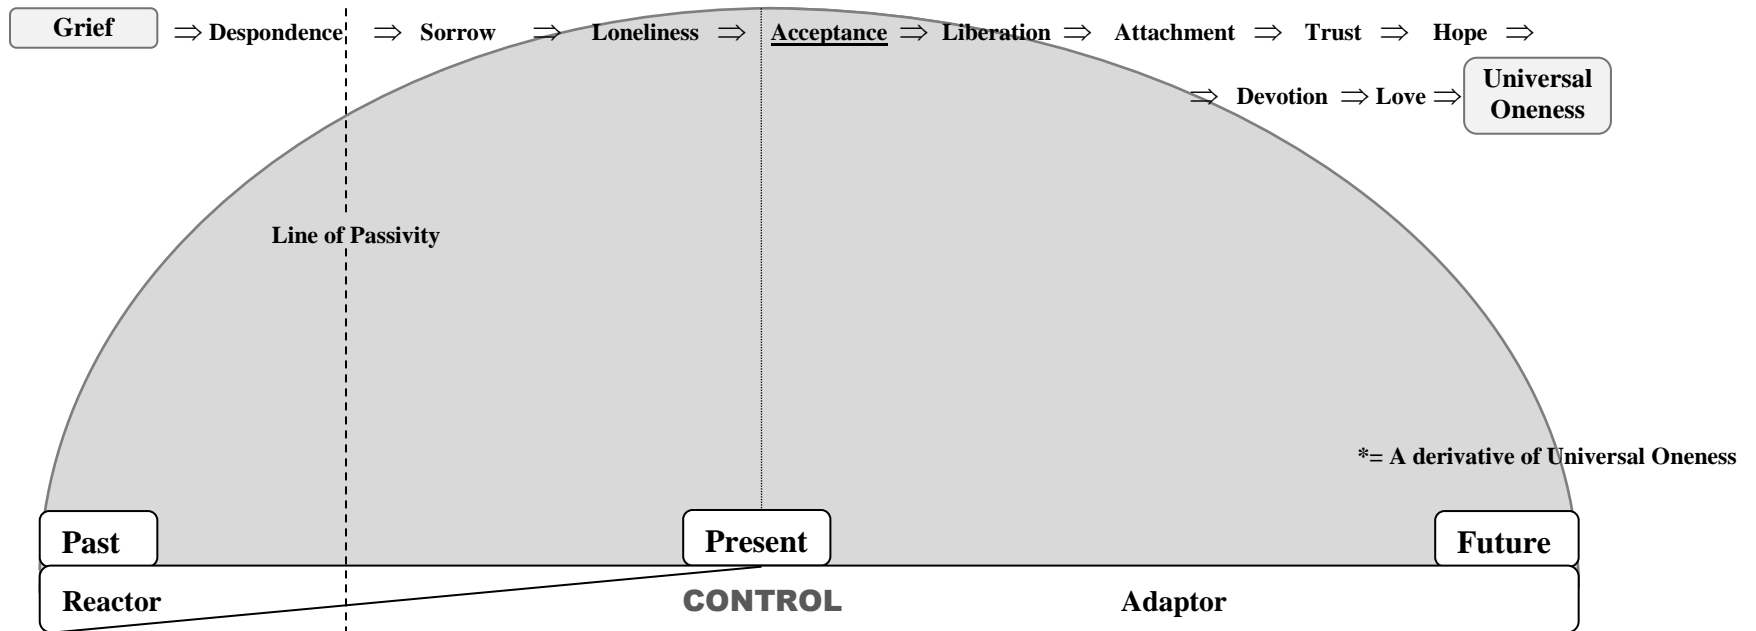 Grief ⇒ Despondence ⇒ Sorrow ⇒ Loneliness ⇒ Acceptance ⇒ Liberation ⇒ Attachment ⇒ Trust ⇒ Hope ⇒
⇒ Devotion ⇒ Love ⇒ Universal
Oneness
Line of Passivity
*= A derivative of Universal Oneness
Past Present Future
Reactor CONTROL Adaptor